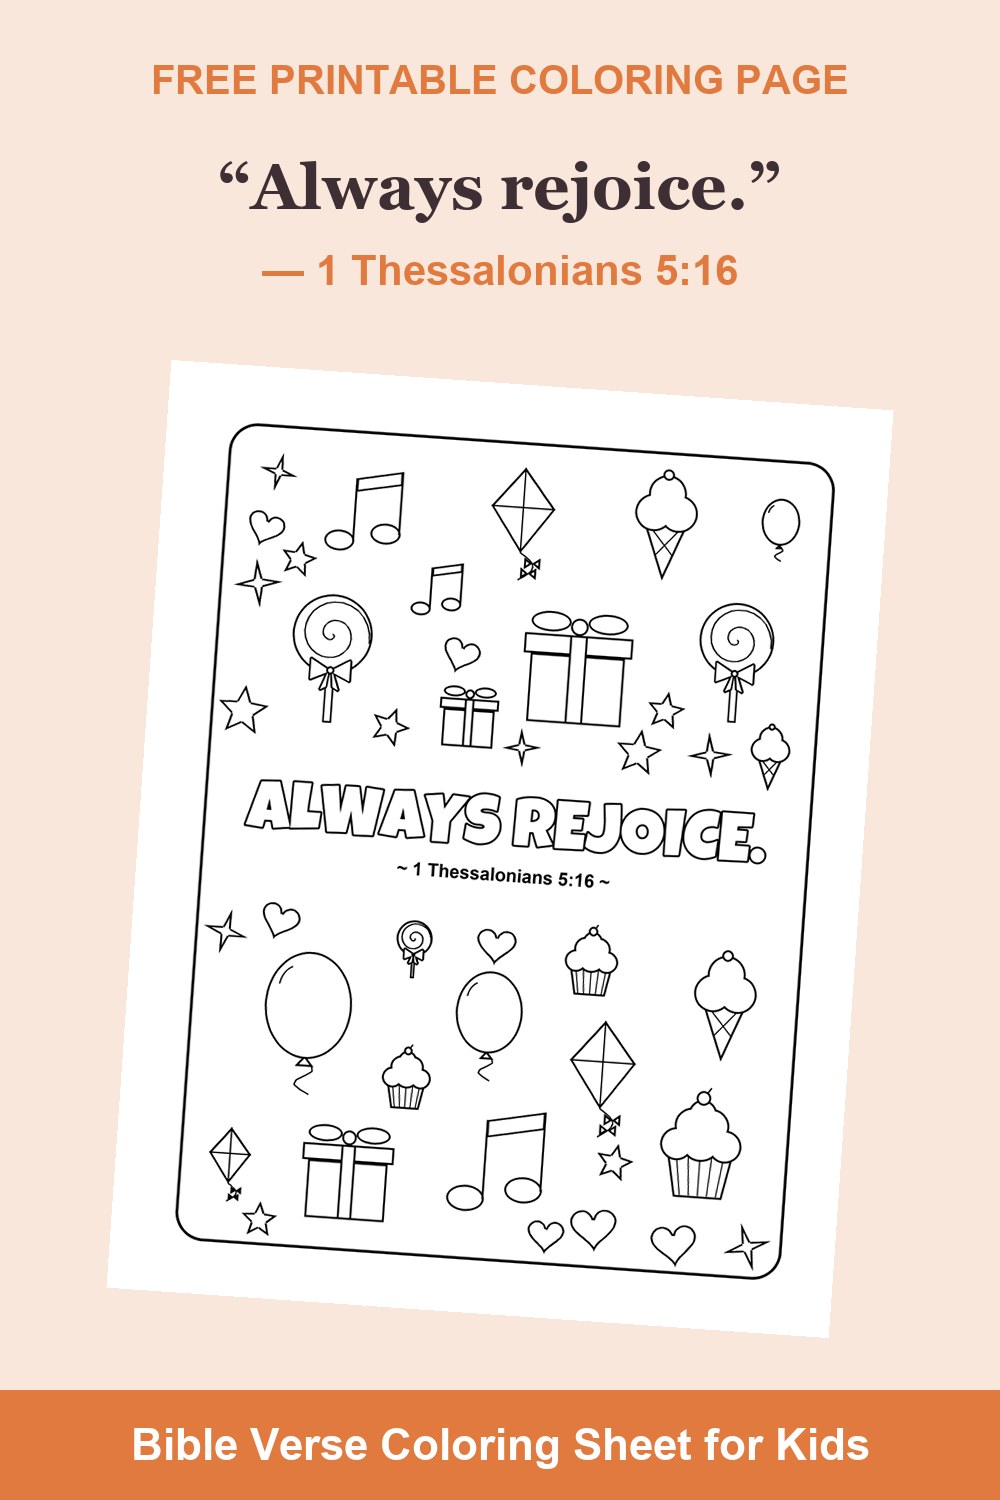 FREE PRINTABLE COLORING PAGE
“Always rejoice.”
— 1 Thessalonians 5:16
ALWAYS REJOICE.
~ 1 Thessalonians 5:16 ~
Bible Verse Coloring Sheet for Kids